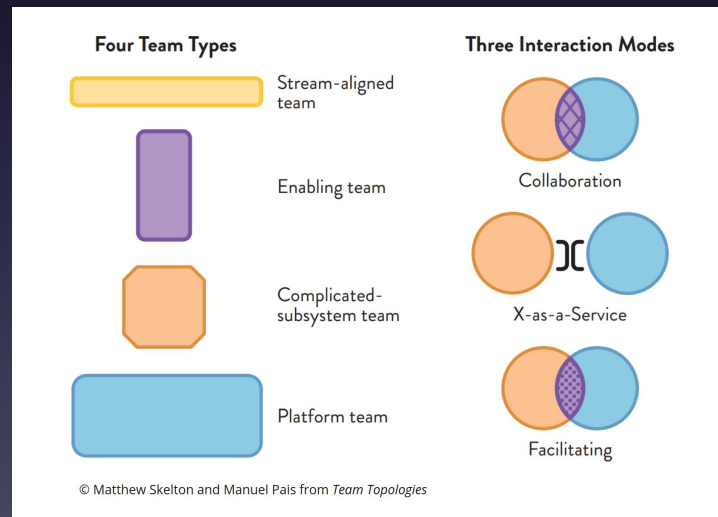 Four Team Types
Stream-aligned
team
Enabling team
Complicated-
subsystem team
Platform team
Three Interaction Modes
Collaboration
X-as-a-Service
Facilitating
© Matthew Skelton and Manuel Pais from Team Topologies